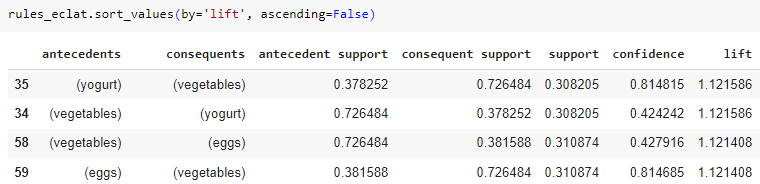 rules_eclat.sort_values(by='lift', ascending=False)
antecedents consequents antecedent support consequent support support confidence lift
35 (yogurt) (vegetables) 0.378252 0.726484 0.308205 0.814815 1.121586
34 (vegetables) (yogurt) 0.726484 0.378252 0.308205 0.424242 1.121586
58 (vegetables) (eggs) 0.726484 0.381588 0.310874 0.427916 1.121408
59 (eggs) (vegetables) 0.381588 0.726484 0.310874 0.814685 1.121408